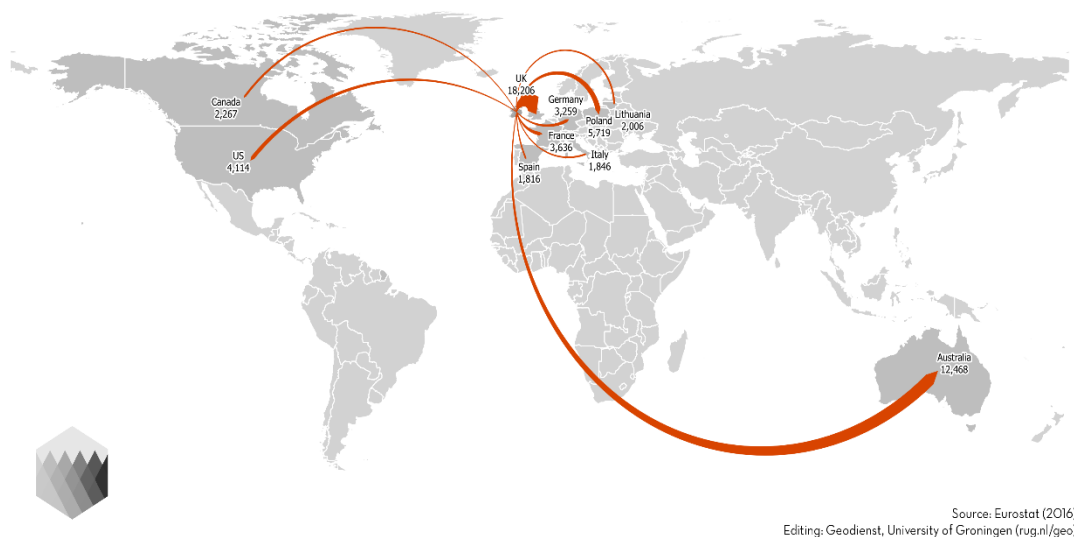 UK
18,206
Canada
2,267
Germany
3,259
Lithuania
2,006
Poland
5,719
France
3,636
US
4,114
Italy
1,846
Spain
1,816
Australia
12,468
Source: Eurostat (2016)
Editing: Geodienst, University of Groningen (rug.nl/geo)